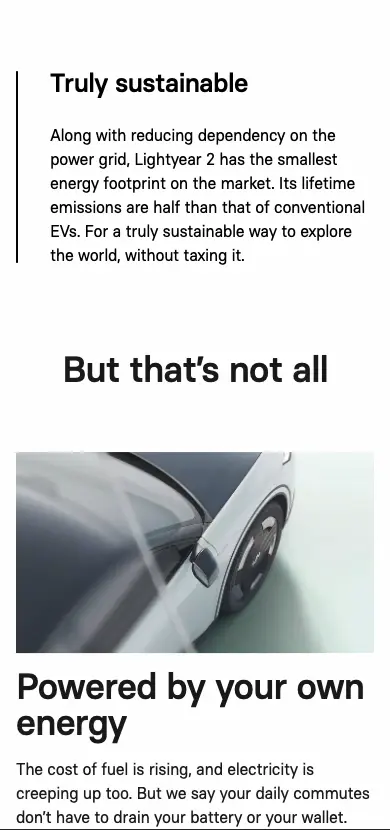 Truly sustainable
Along with reducing dependency on the
power grid, Lightyear 2 has the smallest
energy footprint on the market. Its lifetime
emissions are half than that of conventional
EVs. For a truly sustainable way to explore
the world, without taxing it.
But that’s not all
Powered by your own
energy
The cost of fuel is rising, and electricity is
creeping up too. But we say your daily commutes
don’t have to drain your battery or your wallet.